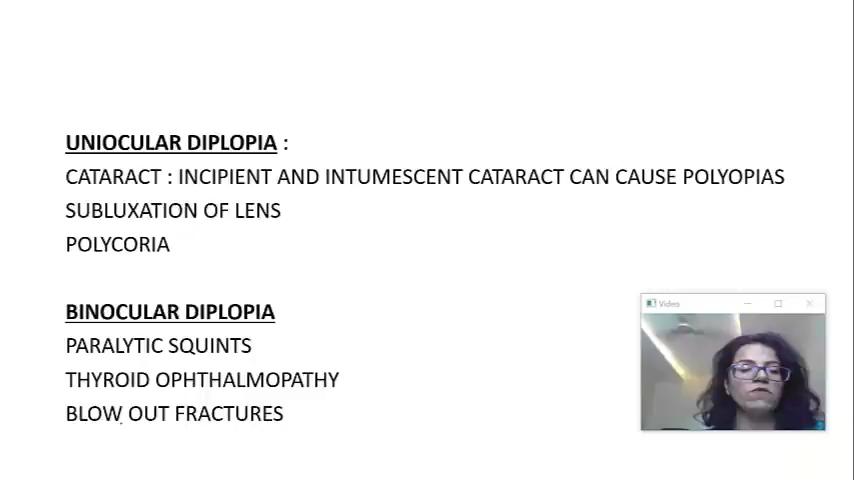 UNIOCULAR DIPLOPIA :
CATARACT : INCIPIENT AND INTUMESCENT CATARACT CAN CAUSE POLYOPIAS
SUBLUXATION OF LENS
POLYCORIA
BINOCULAR DIPLOPIA
PARALYTIC SQUINTS
THYROID OPHTHALMOPATHY
BLOW OUT FRACTURES
Video